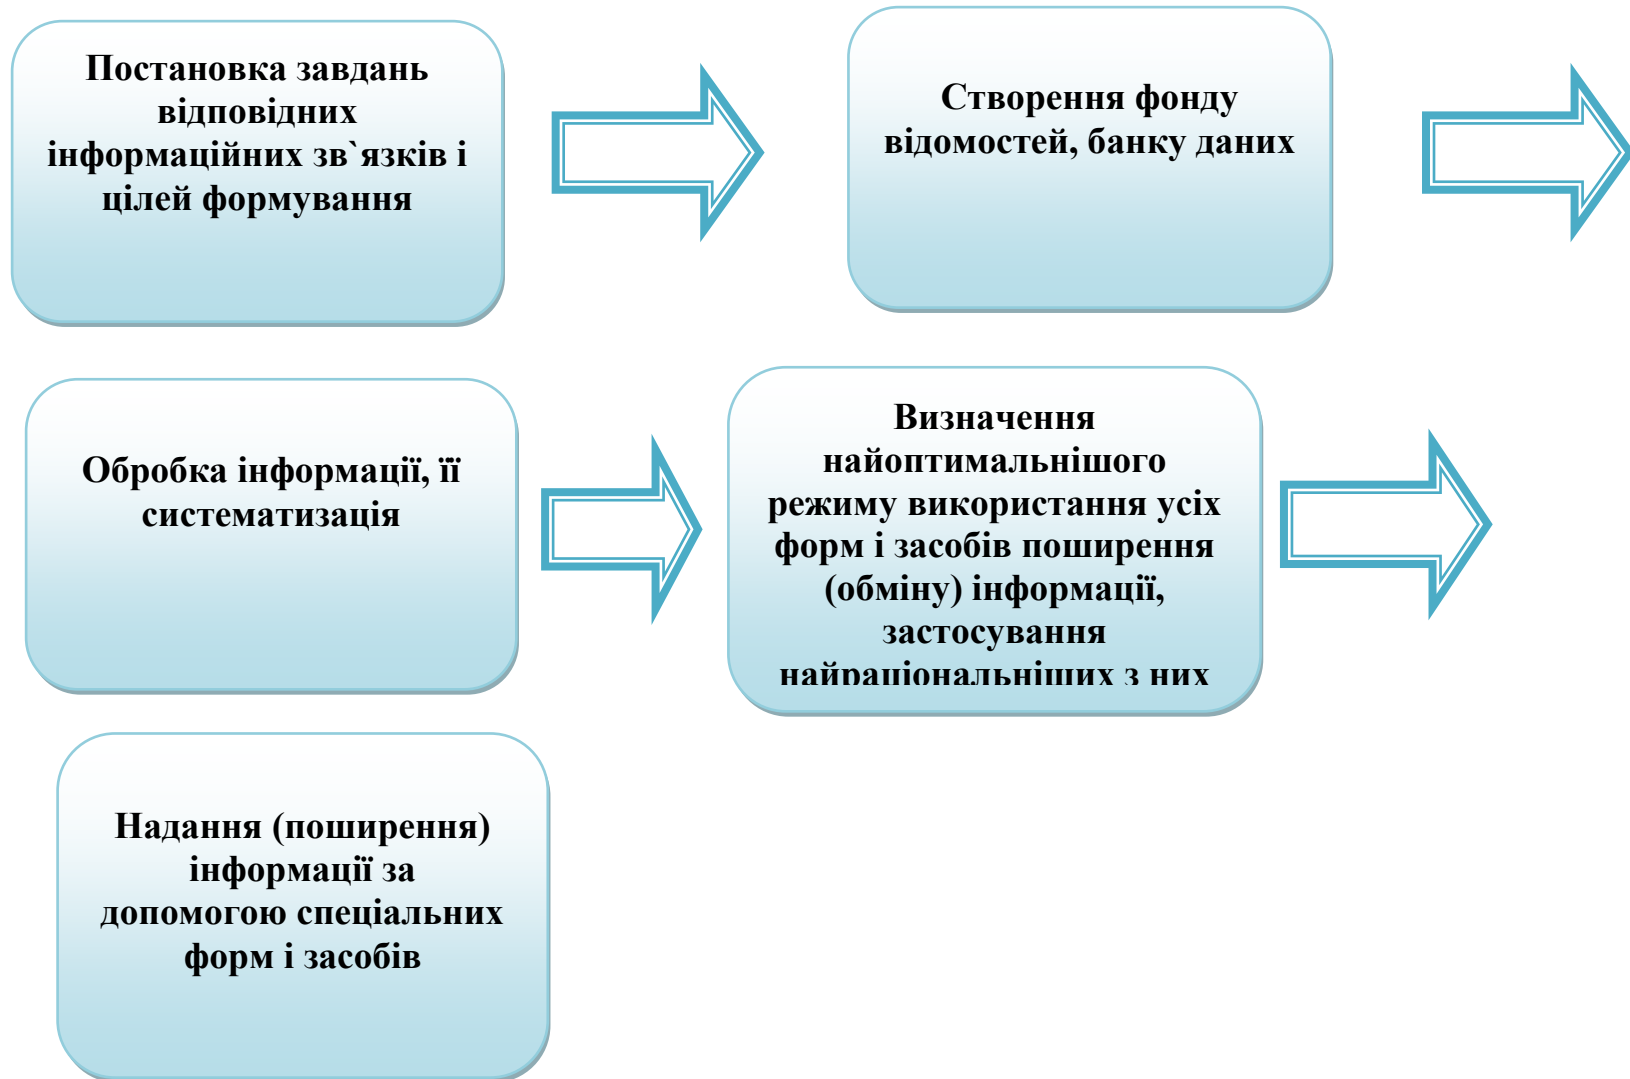 Постановка завдань
відповідних
інформаційних зв`язків і
цілей формування
Створення фонду
відомостей, банку даних
Обробка інформації, її
систематизація
Визначення
найоптимальнішого
режиму використання усіх
форм і засобів поширення
(обміну) інформації,
застосування
найраціональніших з них
Надання (поширення)
інформації за
допомогою спеціальних
форм і засобів